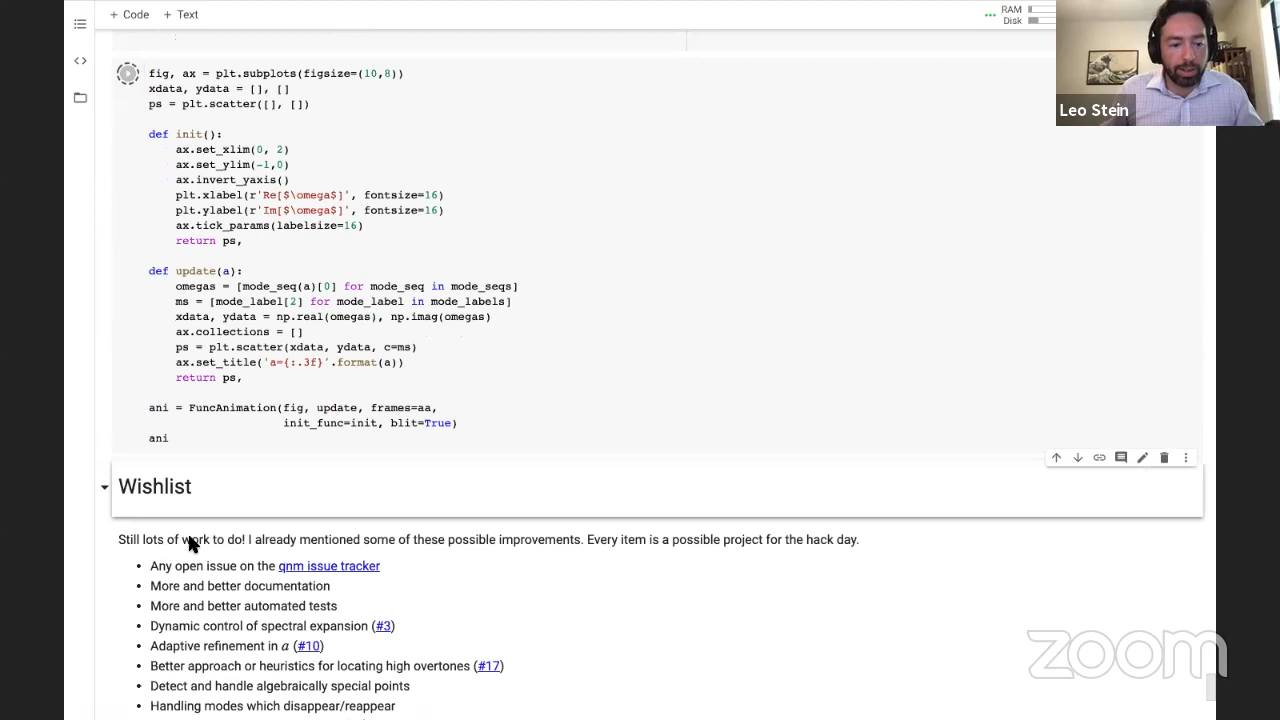 + Code + Text
RAM
Disk
Leo Stein
fig, ax = plt.subplots(figsize=(10,8))
xdata, ydata = [], []
ps = plt.scatter([], [])
def init():
    ax.set_xlim(0, 2)
    ax.set_ylim(-1,0)
    ax.invert_yaxis()
    plt.xlabel(r'Re[$\omega$]', fontsize=16)
    plt.ylabel(r'Im[$\omega$]', fontsize=16)
    ax.tick_params(labelsize=16)
    return ps,
def update(a):
    omegas = [mode_seq(a)[0] for mode_seq in mode_seqs]
    ms = [mode_label[2] for mode_label in mode_labels]
    xdata, ydata = np.real(omegas), np.imag(omegas)
    ax.collections = []
    ps = plt.scatter(xdata, ydata, c=ms)
    ax.set_title('a={:.3f}'.format(a))
    return ps,
ani = FuncAnimation(fig, update, frames=aa,
                    init_func=init, blit=True)
ani
Wishlist
Still lots of work to do! I already mentioned some of these possible improvements. Every item is a possible project for the hack day.
• Any open issue on the qnm issue tracker
• More and better documentation
• More and better automated tests
• Dynamic control of spectral expansion (#3)
• Adaptive refinement in a (#10)
• Better approach or heuristics for locating high overtones (#17)
• Detect and handle algebraically special points
• Handling modes which disappear/reappear
zoom